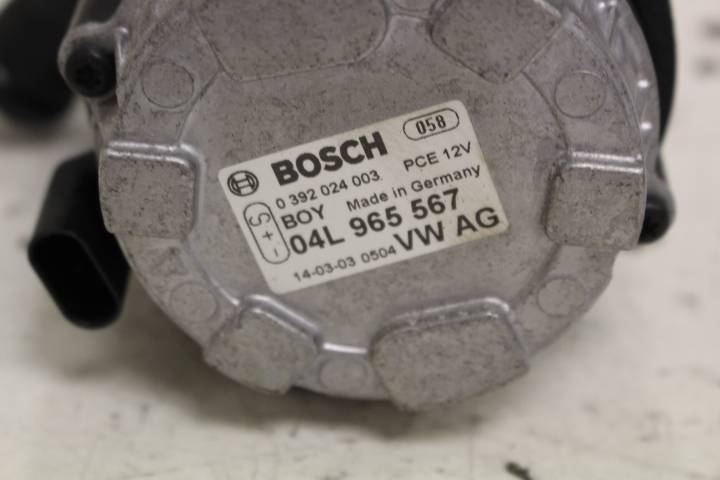 BOSCH 058
0 392 024 003 PCE 12V
BOY Made in Germany
04L 965 567
14-03-03 0504 VW AG
S + -